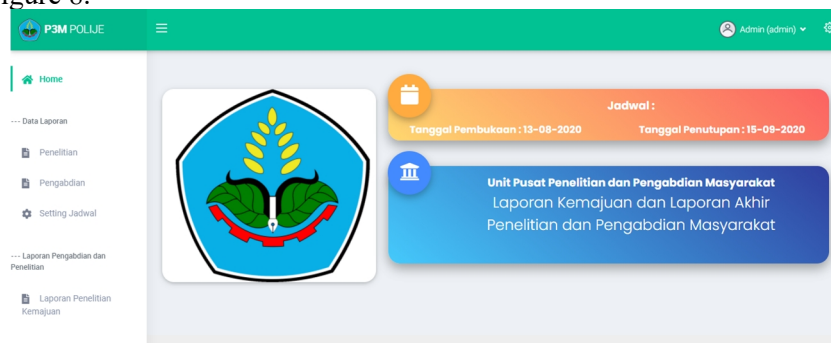 P3M POLIJE
Admin (admin)
Home
--- Data Laporan
Penelitian
Pengabdian
Setting Jadwal
--- Laporan Pengabdian dan
Penelitian
Laporan Penelitian
Kemajuan
Jadwal :
Tanggal Pembukaan : 13-08-2020 Tanggal Penutupan : 15-09-2020
Unit Pusat Penelitian dan Pengabdian Masyarakat
Laporan Kemajuan dan Laporan Akhir
Penelitian dan Pengabdian Masyarakat